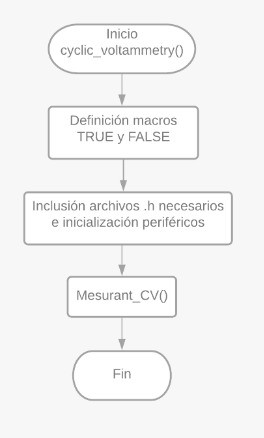 Inicio
cyclic_voltammetry()
Definición macros
TRUE y FALSE
Inclusión archivos .h necesarios
e inicialización periféricos
Mesurant_CV()
Fin